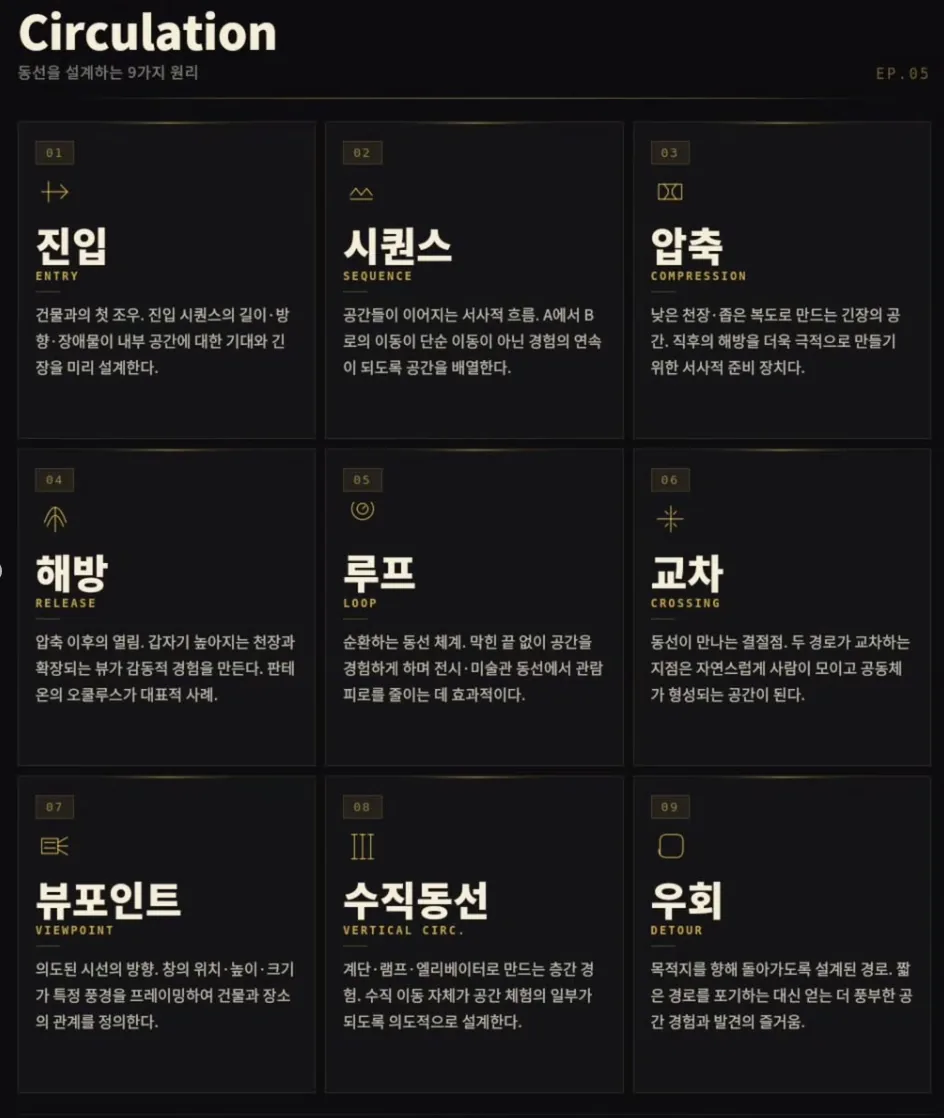 Circulation
동선을 설계하는 9가지 원리
EP.05
01
진입
ENTRY
건물과의 첫 조우. 진입 시퀀스의 길이·방
향·장애물이 내부 공간에 대한 기대와 긴
장을 미리 설계한다.
02
시퀀스
SEQUENCE
공간들이 이어지는 서사적 흐름. A에서 B
로의 이동이 단순 이동이 아닌 경험의 연속
이 되도록 공간을 배열한다.
03
압축
COMPRESSION
낮은 천장·좁은 복도로 만드는 긴장의 공
간. 직후의 해방을 더욱 극적으로 만들기
위한 서사적 준비 장치다.
04
해방
RELEASE
압축 이후의 열림. 갑자기 높아지는 천장과
확장되는 뷰가 감동적 경험을 만든다. 판테
온의 오쿨루스가 대표적 사례.
05
루프
LOOP
순환하는 동선 체계. 막힌 끝 없이 공간을
경험하게 하며 전시·미술관 동선에서 관람
피로를 줄이는 데 효과적이다.
06
교차
CROSSING
동선이 만나는 결절점. 두 경로가 교차하는
지점은 자연스럽게 사람이 모이고 공동체
가 형성되는 공간이 된다.
07
뷰포인트
VIEWPOINT
의도된 시선의 방향. 창의 위치·높이·크기
가 특정 풍경을 프레이밍하여 건물과 장소
의 관계를 정의한다.
08
수직동선
VERTICAL CIRC.
계단·램프·엘리베이터로 만드는 층간 경
험. 수직 이동 자체가 공간 체험의 일부가
되도록 의도적으로 설계한다.
09
우회
DETOUR
목적지를 향해 돌아가도록 설계된 경로. 짧
은 경로를 포기하는 대신 얻는 더 풍부한 공
간 경험과 발견의 즐거움.